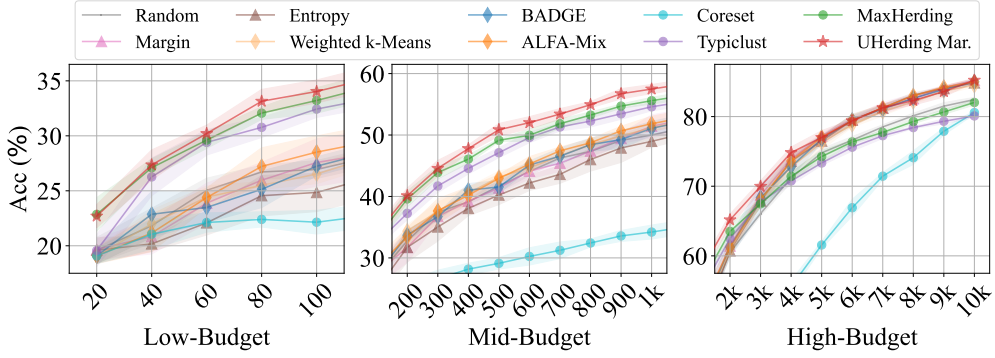 Random Entropy BADGE Coreset MaxHerding
Margin Weighted k-Means ALFA-Mix Typiclust UHerding Mar.
Acc (%)
35
30
25
20
20 40 60 80 100
Low-Budget
60
50
40
30
200 300 400 500 600 700 800 900 1k
Mid-Budget
80
70
60
2k 3k 4k 5k 6k 7k 8k 9k 10k
High-Budget